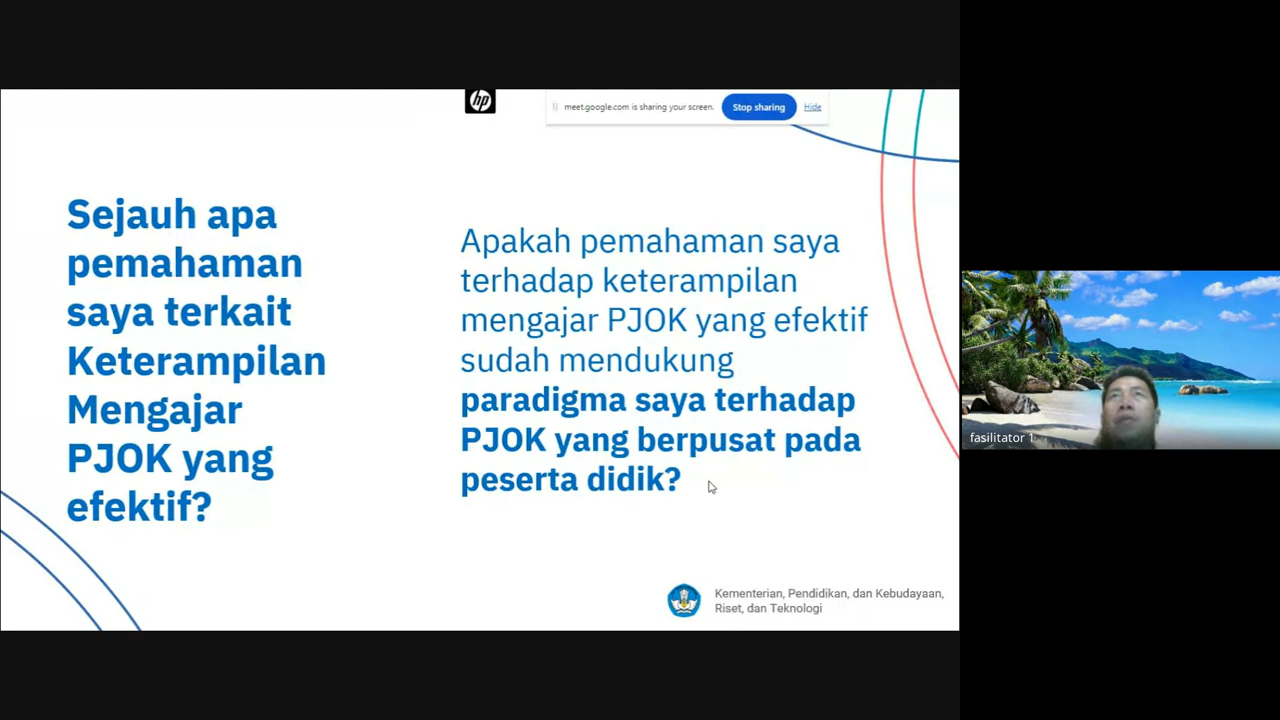 hp
meet.google.com is sharing your screen.
Stop sharing
Hide
Sejauh apa
pemahaman
saya terkait
Keterampilan
Mengajar
PJOK yang
efektif?
Apakah pemahaman saya
terhadap keterampilan
mengajar PJOK yang efektif
sudah mendukung
paradigma saya terhadap
PJOK yang berpusat pada
peserta didik?
Kementerian, Pendidikan, dan Kebudayaan,
Riset, dan Teknologi
fasilitator 1